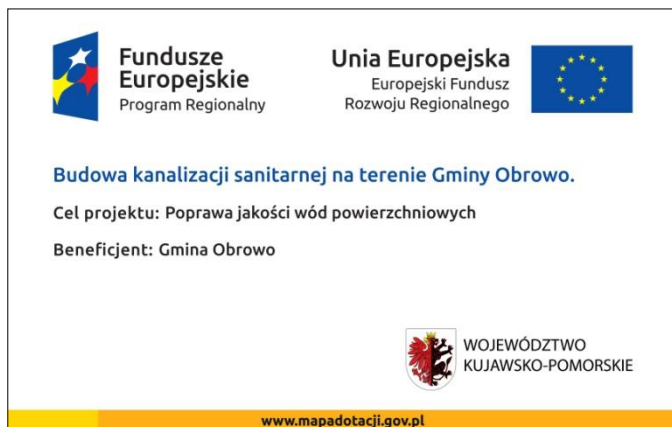 Fundusze
Europejskie
Program Regionalny
Unia Europejska
Europejski Fundusz
Rozwoju Regionalnego
Budowa kanalizacji sanitarnej na terenie Gminy Obrowo.
Cel projektu: Poprawa jakości wód powierzchniowych
Beneficjent: Gmina Obrowo
WOJEWÓDZTWO
KUJAWSKO-POMORSKIE
www.mapadotacji.gov.pl